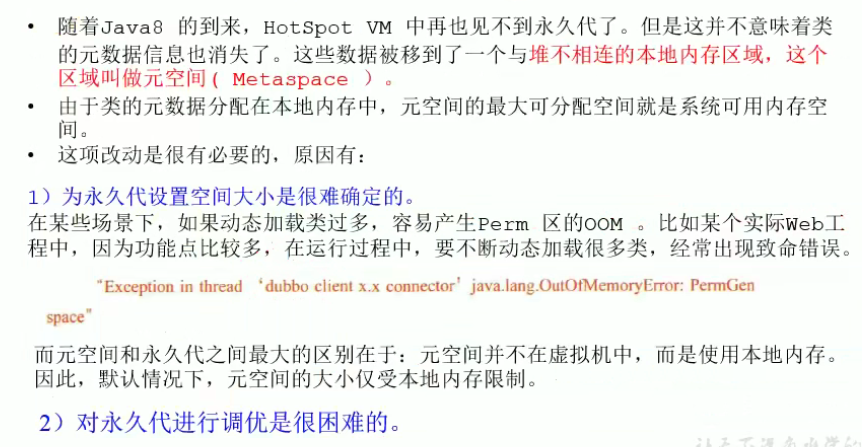 • 随着Java8 的到来，HotSpot VM 中再也见不到永久代了。但是这并不意味着类
的元数据信息也消失了。这些数据被移到了一个与堆不相连的本地内存区域，这个
区域叫做元空间( Metaspace ）。
• 由于类的元数据分配在本地内存中，元空间的最大可分配空间就是系统可用内存空
间。
• 这项改动是很有必要的，原因有：
1）为永久代设置空间大小是很难确定的。
在某些场景下，如果动态加载类过多，容易产生Perm 区的OOM 。比如某个实际Web工
程中，因为功能点比较多，在运行过程中，要不断动态加载很多类，经常出现致命错误。
"Exception in thread ‘dubbo client x.x connector’ java.lang.OutOfMemoryError: PermGen
space"
而元空间和永久代之间最大的区别在于：元空间并不在虚拟机中，而是使用本地内存。
因此，默认情况下，元空间的大小仅受本地内存限制。
2）对永久代进行调优是很困难的。